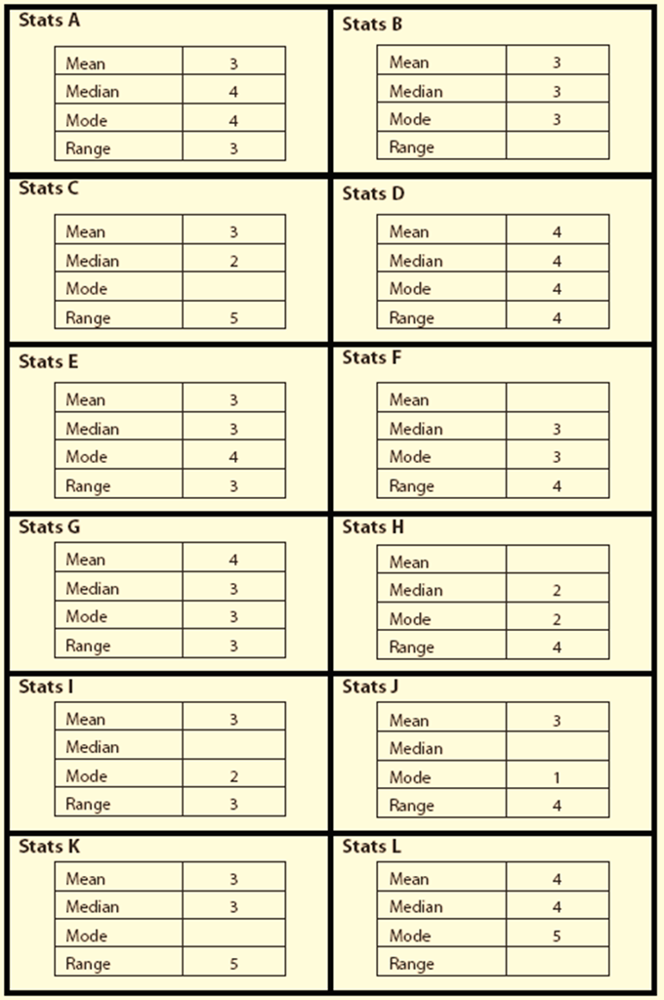 Stats A
Mean 3
Median 4
Mode 4
Range 3
Stats B
Mean 3
Median 3
Mode 3
Range
Stats C
Mean 3
Median 2
Mode
Range 5
Stats D
Mean 4
Median 4
Mode 4
Range 4
Stats E
Mean 3
Median 3
Mode 4
Range 3
Stats F
Mean
Median 3
Mode 3
Range 4
Stats G
Mean 4
Median 3
Mode 3
Range 3
Stats H
Mean
Median 2
Mode 2
Range 4
Stats I
Mean 3
Median
Mode 2
Range 3
Stats J
Mean 3
Median
Mode 1
Range 4
Stats K
Mean 3
Median 3
Mode
Range 5
Stats L
Mean 4
Median 4
Mode 5
Range